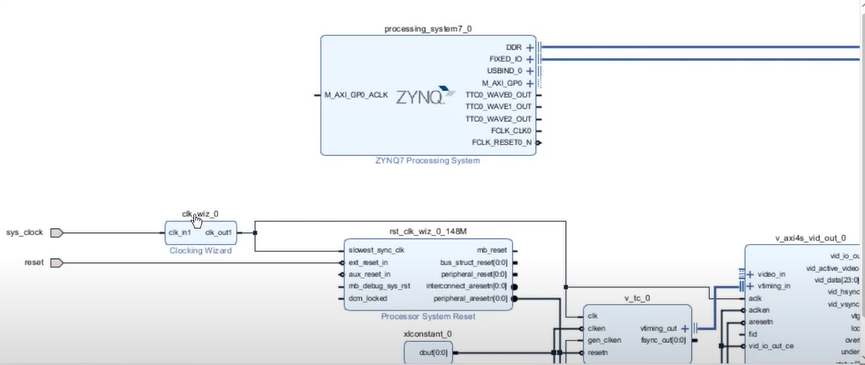 processing_system7_0
DDR
FIXED_IO
USBIND_0
M_AXI_GP0
M_AXI_GP0_ACLK
ZYNQ
TTC0_WAVE0_OUT
TTC0_WAVE1_OUT
TTC0_WAVE2_OUT
FCLK_CLK0
FCLK_RESET0_N
ZYNQ7 Processing System
clk_wiz_0
sys_clock
clk_in1 clk_out1
Clocking Wizard
reset
rst_clk_wiz_0_148M
slowest_sync_clk mb_reset
ext_reset_in bus_struct_reset[0:0]
aux_reset_in peripheral_reset[0:0]
mb_debug_sys_rst interconnect_aresetn[0:0]
dcm_locked peripheral_aresetn[0:0]
Processor System Reset
xlconstant_0
dout[0:0]
v_tc_0
clk
clken vtiming_out
gen_clken fsync_out[0:0]
resetn
v_axi4s_vid_out_0
vid_io_ou
vid_active_video
video_in vid_data[23:0]
vtiming_in vid_hsync
aclk vid_vsync
aclken vtg
aresetn loc
fid over
vid_io_out_ce under